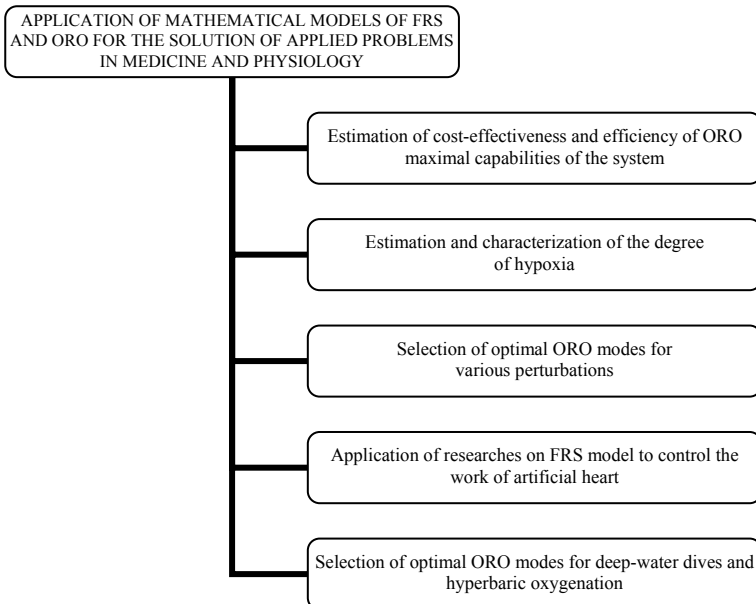 APPLICATION OF MATHEMATICAL MODELS OF FRS
AND ORO FOR THE SOLUTION OF APPLIED PROBLEMS
IN MEDICINE AND PHYSIOLOGY
Estimation of cost-effectiveness and efficiency of ORO
maximal capabilities of the system
Estimation and characterization of the degree
of hypoxia
Selection of optimal ORO modes for
various perturbations
Application of researches on FRS model to control the
work of artificial heart
Selection of optimal ORO modes for deep-water dives and
hyperbaric oxygenation